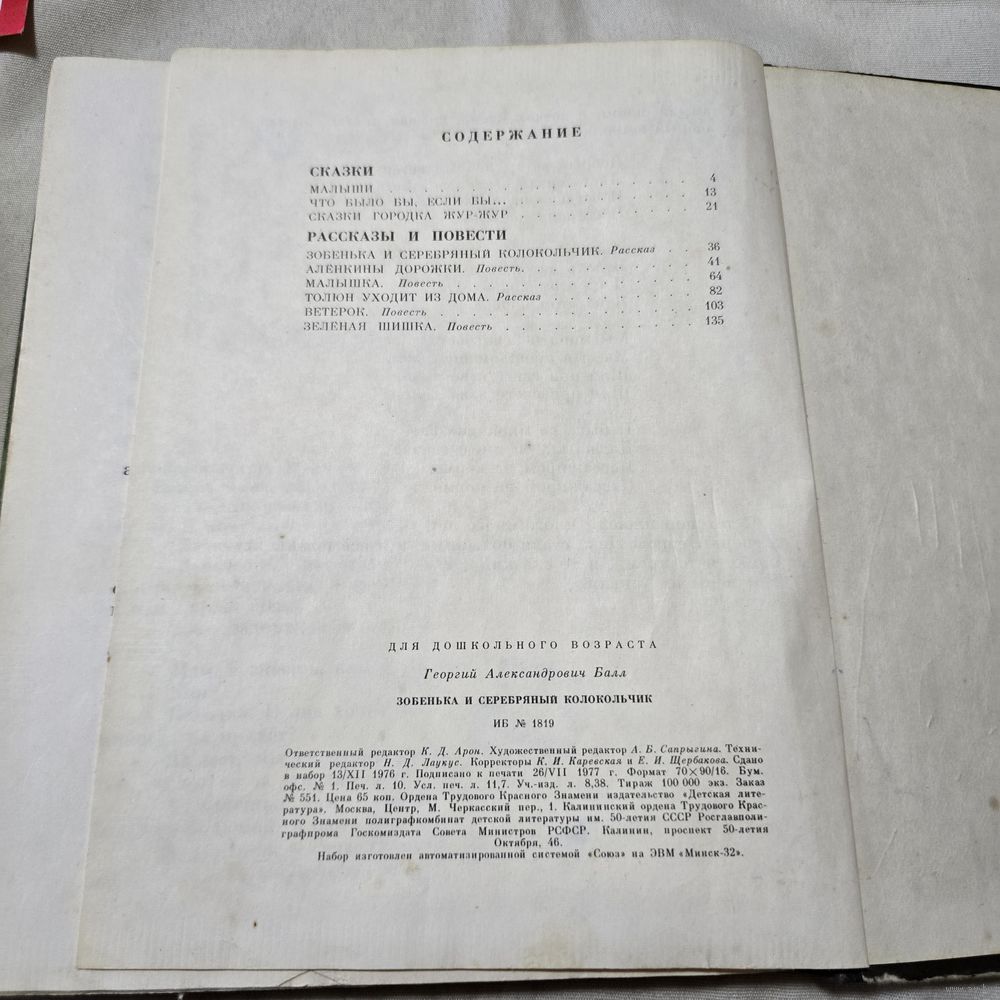 СОДЕРЖАНИЕ
СКАЗКИ
МАЛЫШИ . . . . . . . . . . . . . . . . . 4
ЧТО БЫЛО БЫ, ЕСЛИ БЫ... . . . . . . . . . . . 13
СКАЗКИ ГОРОДКА ЖУР-ЖУР . . . . . . . . . . 21
РАССКАЗЫ И ПОВЕСТИ
ЗОБЕНЬКА И СЕРЕБРЯНЫЙ КОЛОКОЛЬЧИК. Рассказ . . 36
АЛЁНКИНЫ ДОРОЖКИ. Повесть. . . . . . . . . . 41
МАЛЫШКА. Повесть . . . . . . . . . . . . . 64
ТОЛЮН УХОДИТ ИЗ ДОМА. Рассказ . . . . . . . . 82
ВЕТЕРОК. Повесть . . . . . . . . . . . . . 103
ЗЕЛЁНАЯ ШИШКА. Повесть . . . . . . . . . . 135
ДЛЯ ДОШКОЛЬНОГО ВОЗРАСТА
Георгий Александрович Балл
ЗОБЕНЬКА И СЕРЕБРЯНЫЙ КОЛОКОЛЬЧИК
ИБ № 1819
Ответственный редактор К. Д. Арон. Художественный редактор А. Б. Сапрыгина. Техни-
ческий редактор Н. Д. Лаукус. Корректоры К. И. Каревская и Е. И. Щербакова. Сдано
в набор 13/XII 1976 г. Подписано к печати 26/VII 1977 г. Формат 70×90/16. Бум.
офс. № 1. Печ. л. 10. Усл. печ. л. 11,7. Уч.-изд. л. 8,38. Тираж 100 000 экз. Заказ
№ 551. Цена 65 коп. Ордена Трудового Красного Знамени издательство «Детская лите-
ратура». Москва, Центр, М. Черкасский пер., 1. Калининский ордена Трудового Крас-
ного Знамени полиграфкомбинат детской литературы им. 50-летия СССР Росглавполи-
графпрома Госкомиздата Совета Министров РСФСР. Калинин, проспект 50-летия
Октября, 46.
Набор изготовлен автоматизированной системой «Союз» на ЭВМ «Минск-32».